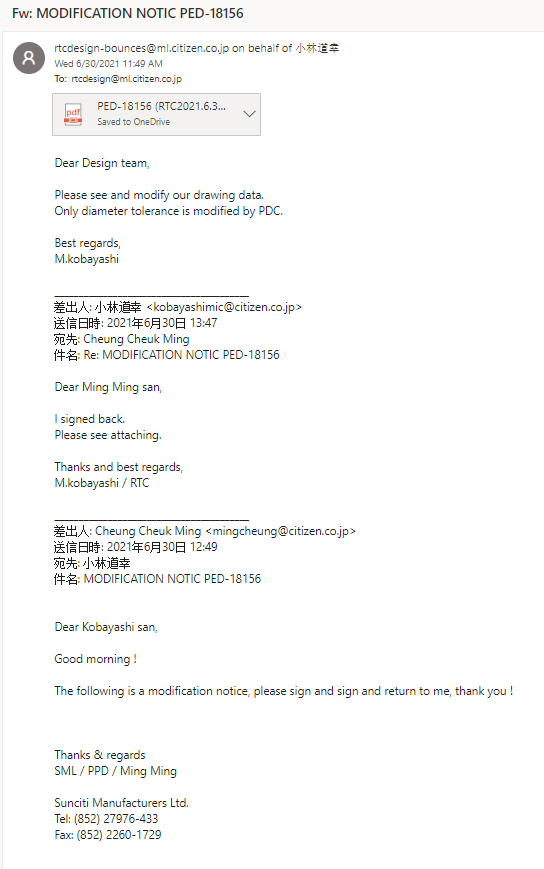 Fw: MODIFICATION NOTIC PED-18156
rtcdesign-bounces@ml.citizen.co.jp on behalf of 小林道幸
Wed 6/30/2021 11:49 AM
To: rtcdesign@ml.citizen.co.jp
PED-18156 (RTC2021.6.3...
Saved to OneDrive
Dear Design team,
Please see and modify our drawing data.
Only diameter tolerance is modified by PDC.
Best regards,
M.kobayashi
差出人: 小林道幸 <kobayashimic@citizen.co.jp>
送信日時: 2021年6月30日 13:47
宛先: Cheung Cheuk Ming
件名: Re: MODIFICATION NOTIC PED-18156
Dear Ming Ming san,
I signed back.
Please see attaching.
Thanks and best regards,
M.kobayashi / RTC
差出人: Cheung Cheuk Ming <mingcheung@citizen.co.jp>
送信日時: 2021年6月30日 12:49
宛先: 小林道幸
件名: MODIFICATION NOTIC PED-18156
Dear Kobayashi san,
Good morning !
The following is a modification notice, please sign and sign and return to me, thank you !
Thanks & regards
SML / PPD / Ming Ming
Sunciti Manufacturers Ltd.
Tel: (852) 27976-433
Fax: (852) 2260-1729